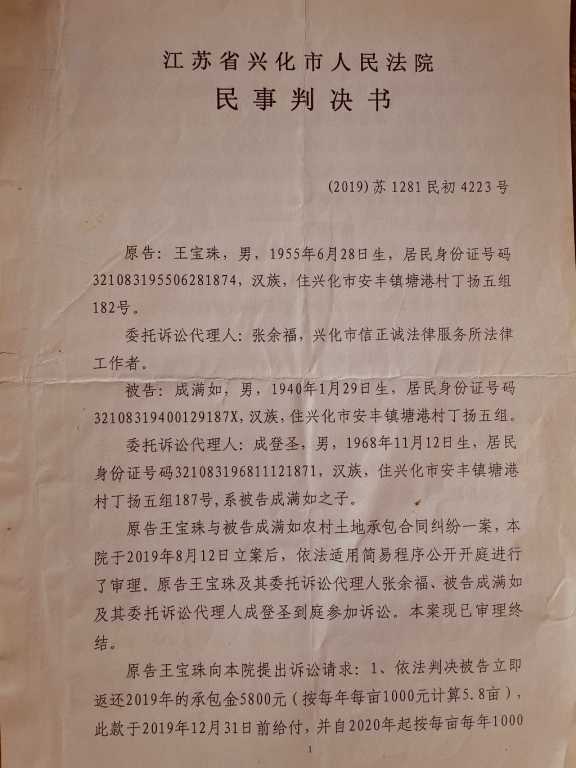 江苏省兴化市人民法院
民事判决书
(2019)苏1281民初4223号
原告：王宝珠，男，1955年6月28日生，居民身份证号码
321083195506281874，汉族，住兴化市安丰镇塘港村丁扬五组
182号。
委托诉讼代理人：张余福，兴化市信正诚法律服务所法律
工作者。
被告：成满如，男，1940年1月29日生，居民身份证号码
32108319400129187X，汉族，住兴化市安丰镇塘港村丁扬五组。
委托诉讼代理人：成登圣，男，1968年11月12日生，居民
身份证号码321083196811121871，汉族，住兴化市安丰镇塘港
村丁扬五组187号，系被告成满如之子。
原告王宝珠与被告成满如农村土地承包合同纠纷一案，本
院于2019年8月12日立案后，依法适用简易程序公开开庭进行
了审理。原告王宝珠及其委托诉讼代理人张余福、被告成满如
及其委托诉讼代理人成登圣到庭参加诉讼。本案现已审理终
结。
原告王宝珠向本院提出诉讼请求：1、依法判决被告立即
返还2019年的承包金5800元（按每年每亩1000元计算5.8亩），
此款于2019年12月31日前给付，并自2020年起按每亩每年1000
1